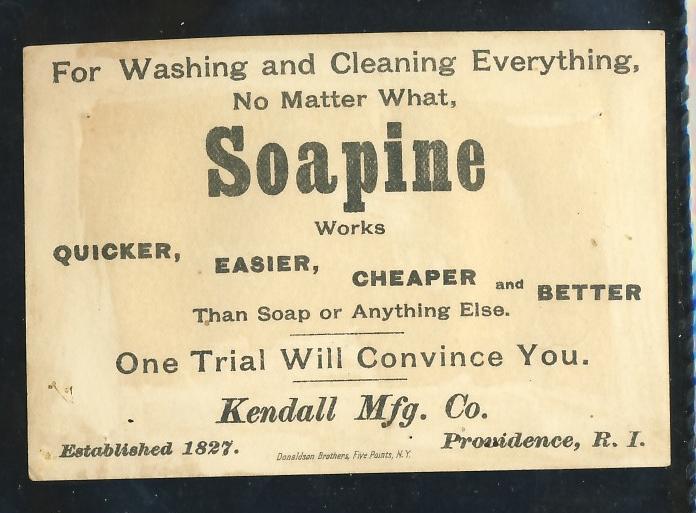 For Washing and Cleaning Everything,
No Matter What,
Soapine
Works
QUICKER, EASIER, CHEAPER and BETTER
Than Soap or Anything Else.
One Trial Will Convince You.
Kendall Mfg. Co.
Established 1827. Providence, R. I.
Donaldson Brothers, Five Points, N.Y.